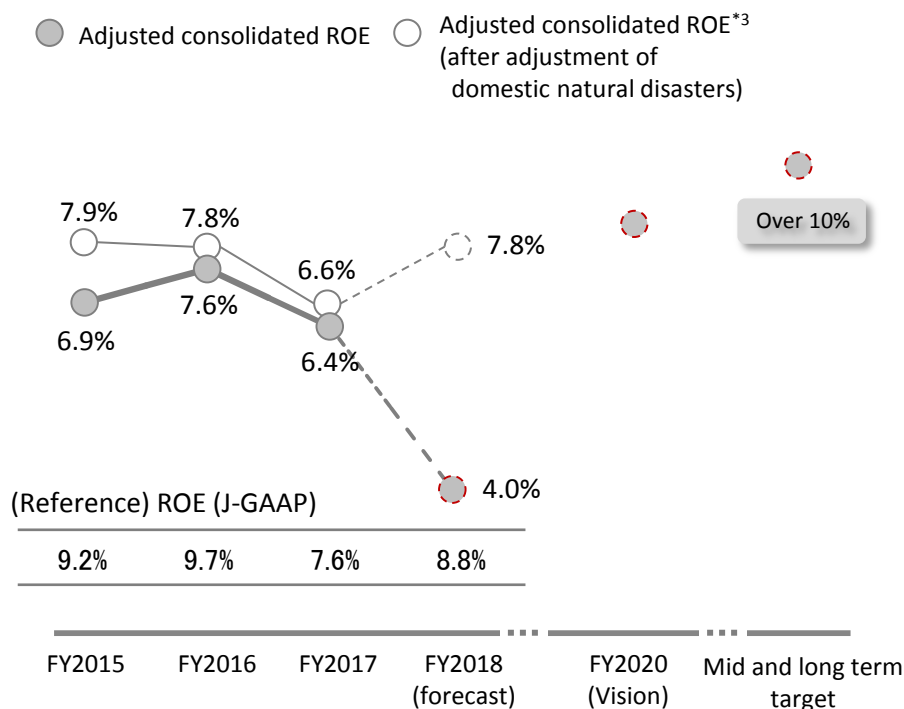 Adjusted consolidated ROE
Adjusted consolidated ROE*3
(after adjustment of
domestic natural disasters)
7.9%
7.8%
6.6%
7.8%
Over 10%
6.9%
7.6%
6.4%
4.0%
(Reference) ROE (J-GAAP)
9.2% 9.7% 7.6% 8.8%
FY2015 FY2016 FY2017 FY2018 FY2020 Mid and long term
(forecast) (Vision) target